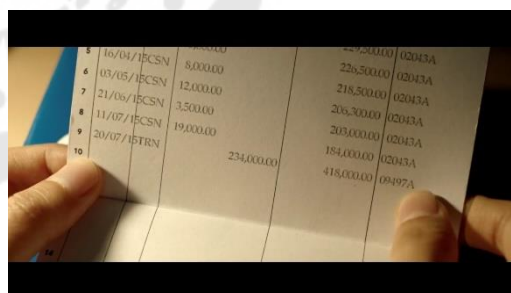 229,500.00 02043A
,000.00 226,500.00 02043A
5 16/04/15CSN 8,000.00 218,500.00 02043A
6 03/05/15CSN 12,000.00 206,300.00 02043A
7 21/06/15CSN 3,500.00 203,000.00 02043A
8 11/07/15CSN 19,000.00 184,000.00 02043A
9 20/07/15TRN 234,000.00 418,000.00 09497A
10
14